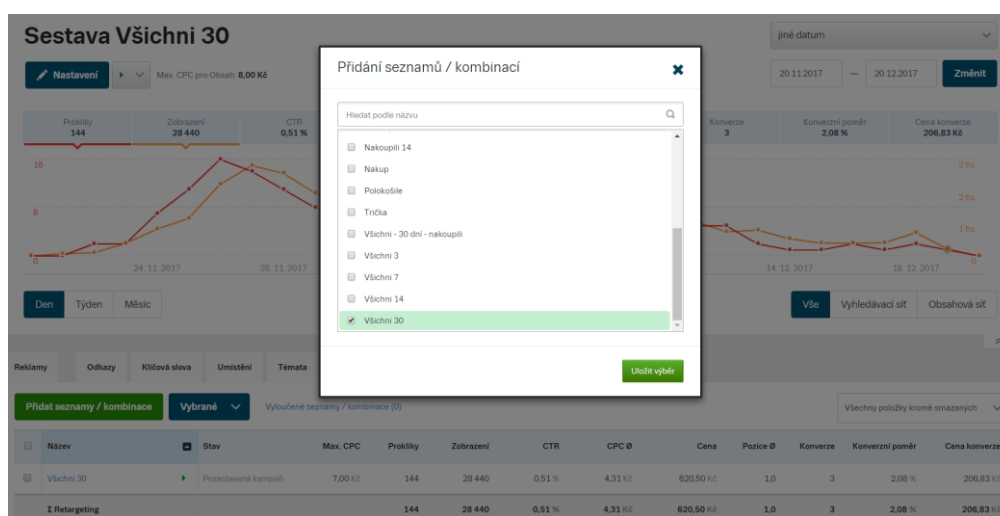 Sestava Všichni 30
jiné datum
Nastavení
Max. CPC pro Obsah: 8,00 Kč
20.11.2017 — 20.12.2017 Změnit
Přidání seznamů / kombinací
Hledat podle názvu
Nakoupili 14
Nakup
Polokošile
Trička
Všichni - 30 dní - nakoupili
Všichni 3
Všichni 7
Všichni 14
Všichni 30
Uložit výběr
Prokliky Zobrazení CTR Konverze Konverzní poměr Cena konverze
144 28 440 0,51 % 3 2,08 % 206,83 Kč
16 3 tis.
2 tis.
8
1 tis.
0 0
24. 11. 2017 28. 11. 2017 14. 12. 2017 18. 12. 2017
Den Týden Měsíc Vše Vyhledávací síť Obsahová síť
Reklamy Odkazy Klíčová slova Umístění Témata
Přidat seznamy / kombinace Vybrané Vyloučené seznamy / kombinace (0) Všechny položky kromě smazaných
Název Stav Max. CPC Prokliky Zobrazení CTR CPC Ø Cena Pozice Ø Konverze Konverzní poměr Cena konverze
Všichni 30 Pozastavená kampaň 7,00 Kč 144 28 440 0,51 % 4,31 Kč 620,50 Kč 1,0 3 2,08 % 206,83 Kč
Σ Retargeting 144 28 440 0,51 % 4,31 Kč 620,50 Kč 1,0 3 2,08 % 206,83 Kč